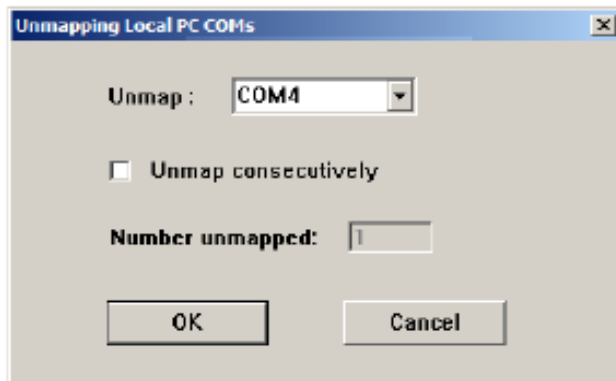 Unmapping Local PC COMs
Unmap : COM4
Unmap consecutively
Number unmapped: 1
OK Cancel